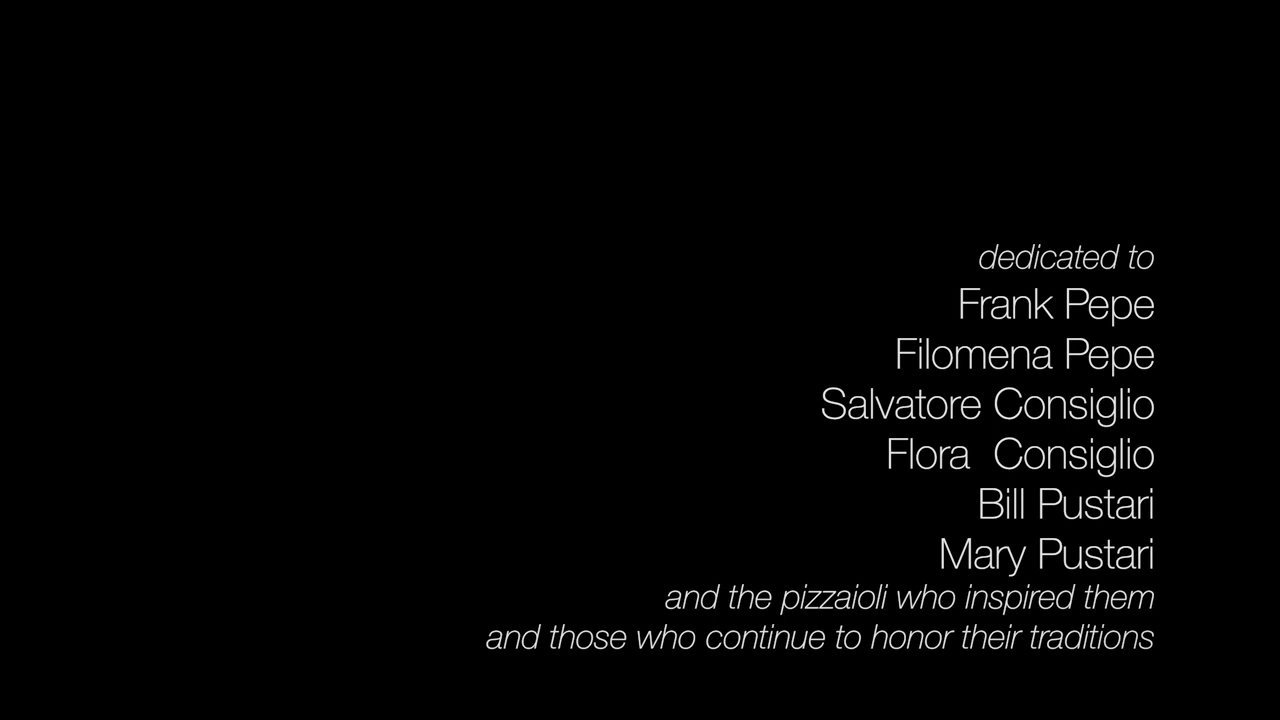 dedicated to
Frank Pepe
Filomena Pepe
Salvatore Consiglio
Flora  Consiglio
Bill Pustari
Mary Pustari
and the pizzaioli who inspired them
and those who continue to honor their traditions